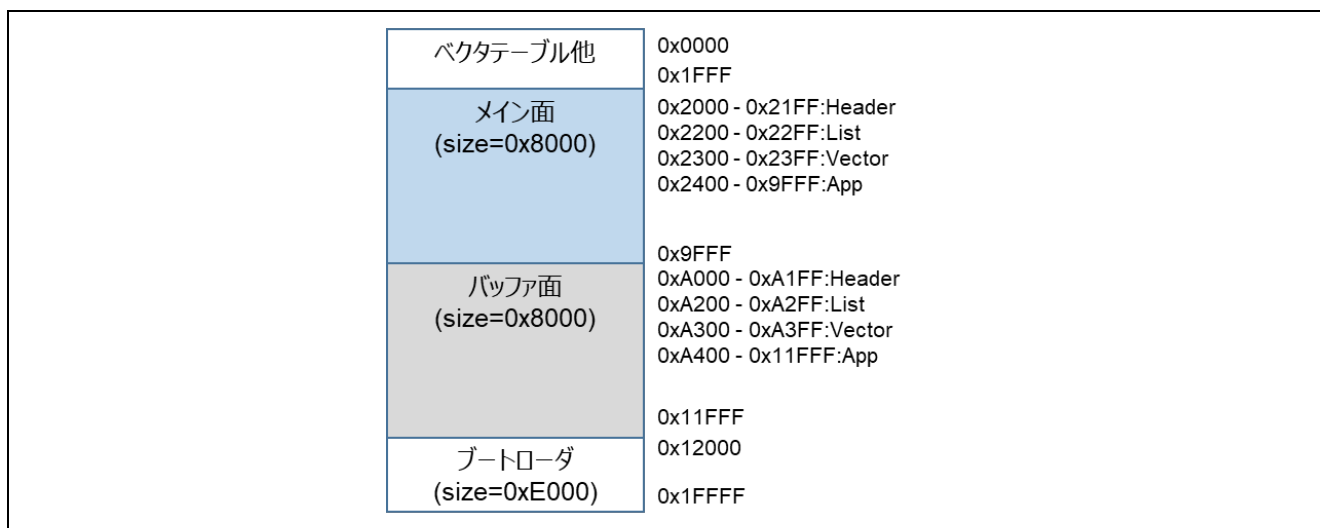 ベクタテーブル他
0x0000
0x1FFF
メイン面
(size=0x8000)
0x2000 - 0x21FF:Header
0x2200 - 0x22FF:List
0x2300 - 0x23FF:Vector
0x2400 - 0x9FFF:App
0x9FFF
バッファ面
(size=0x8000)
0xA000 - 0xA1FF:Header
0xA200 - 0xA2FF:List
0xA300 - 0xA3FF:Vector
0xA400 - 0x11FFF:App
0x11FFF
ブートローダ
(size=0xE000)
0x12000
0x1FFFF